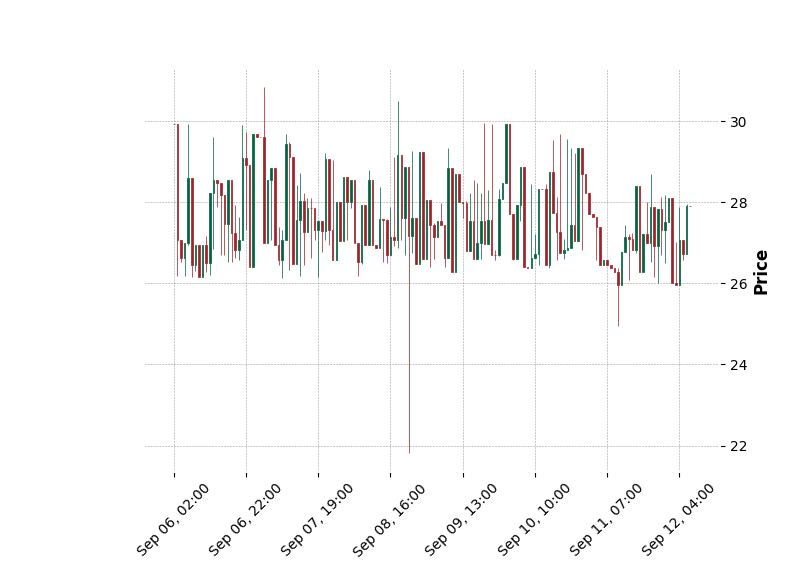 30
28
26
24
22
Price
Sep 06, 02:00
Sep 06, 22:00
Sep 07, 19:00
Sep 08, 16:00
Sep 09, 13:00
Sep 10, 10:00
Sep 11, 07:00
Sep 12, 04:00